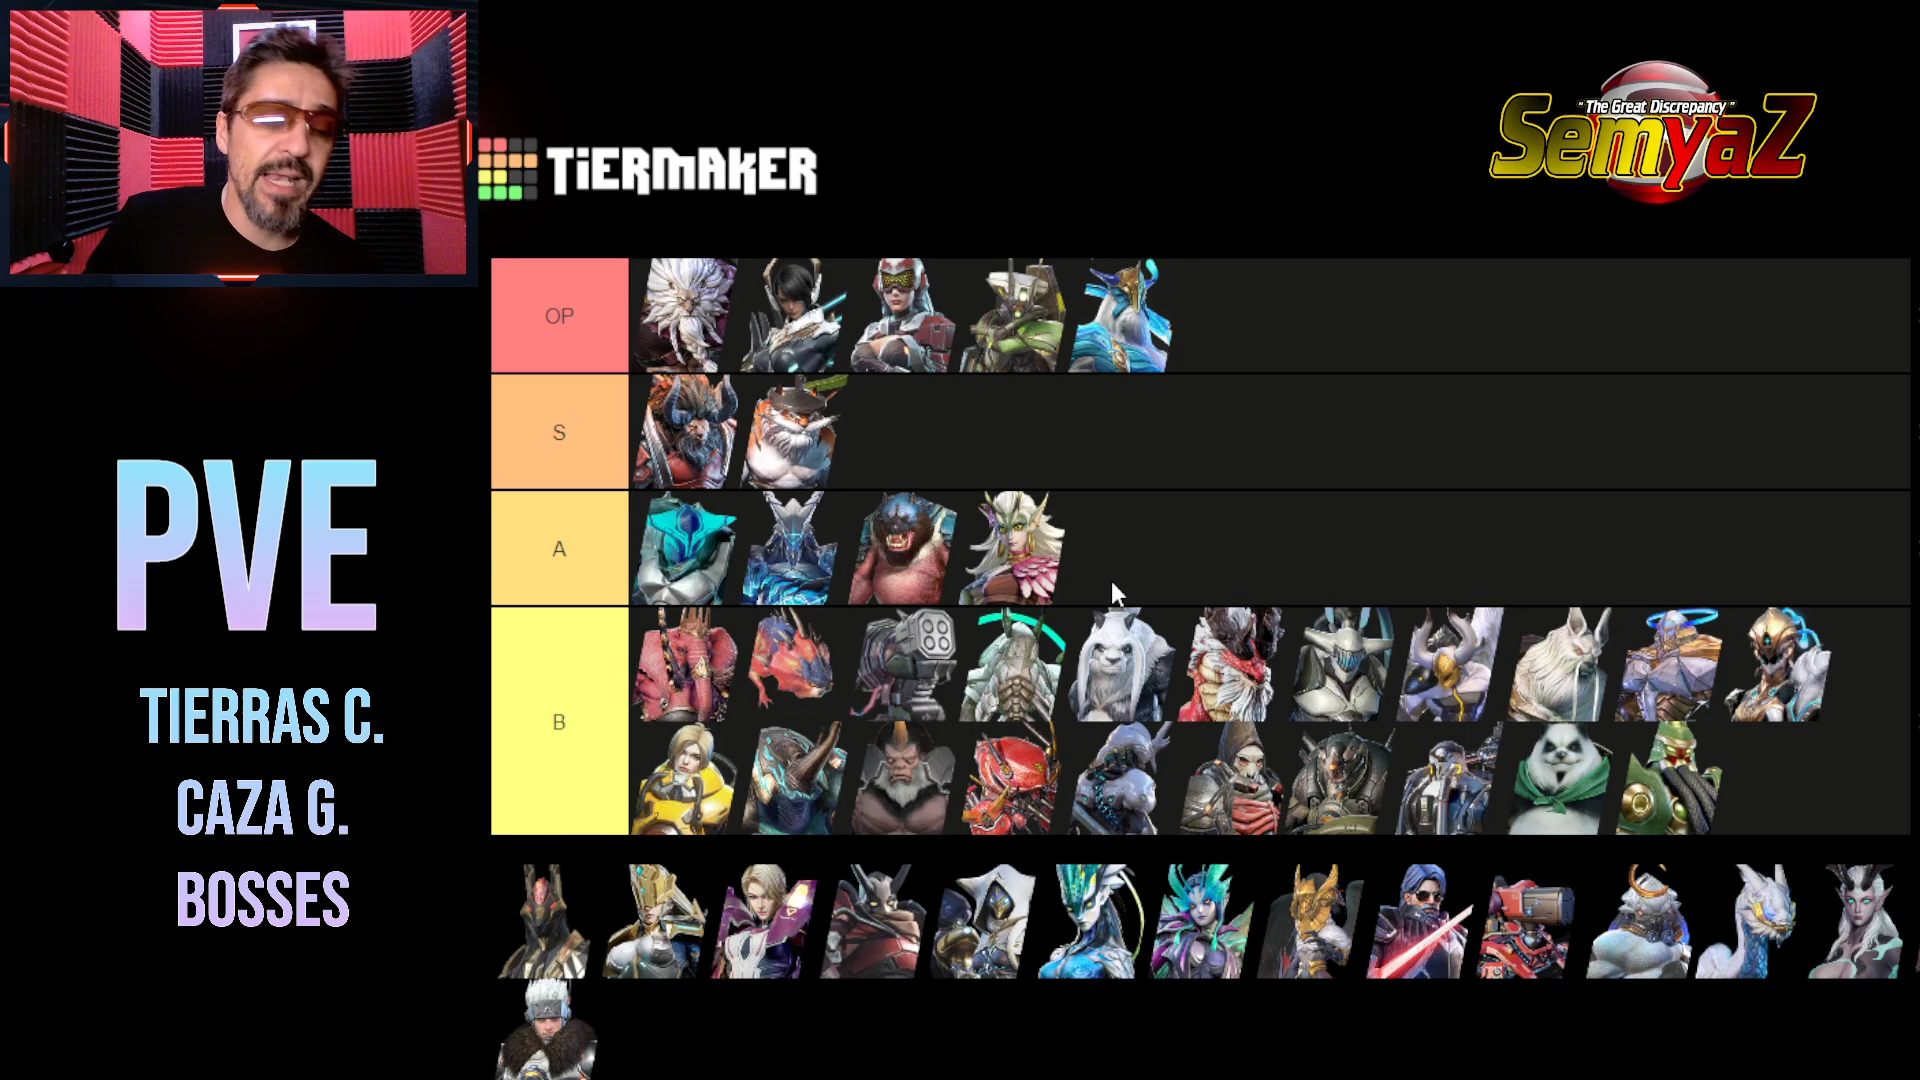 "The Great Discrepancy"
SemyaZ
TiERMAKER
OP
S
A
B
PVE
TIERRAS C.
CAZA G.
BOSSES